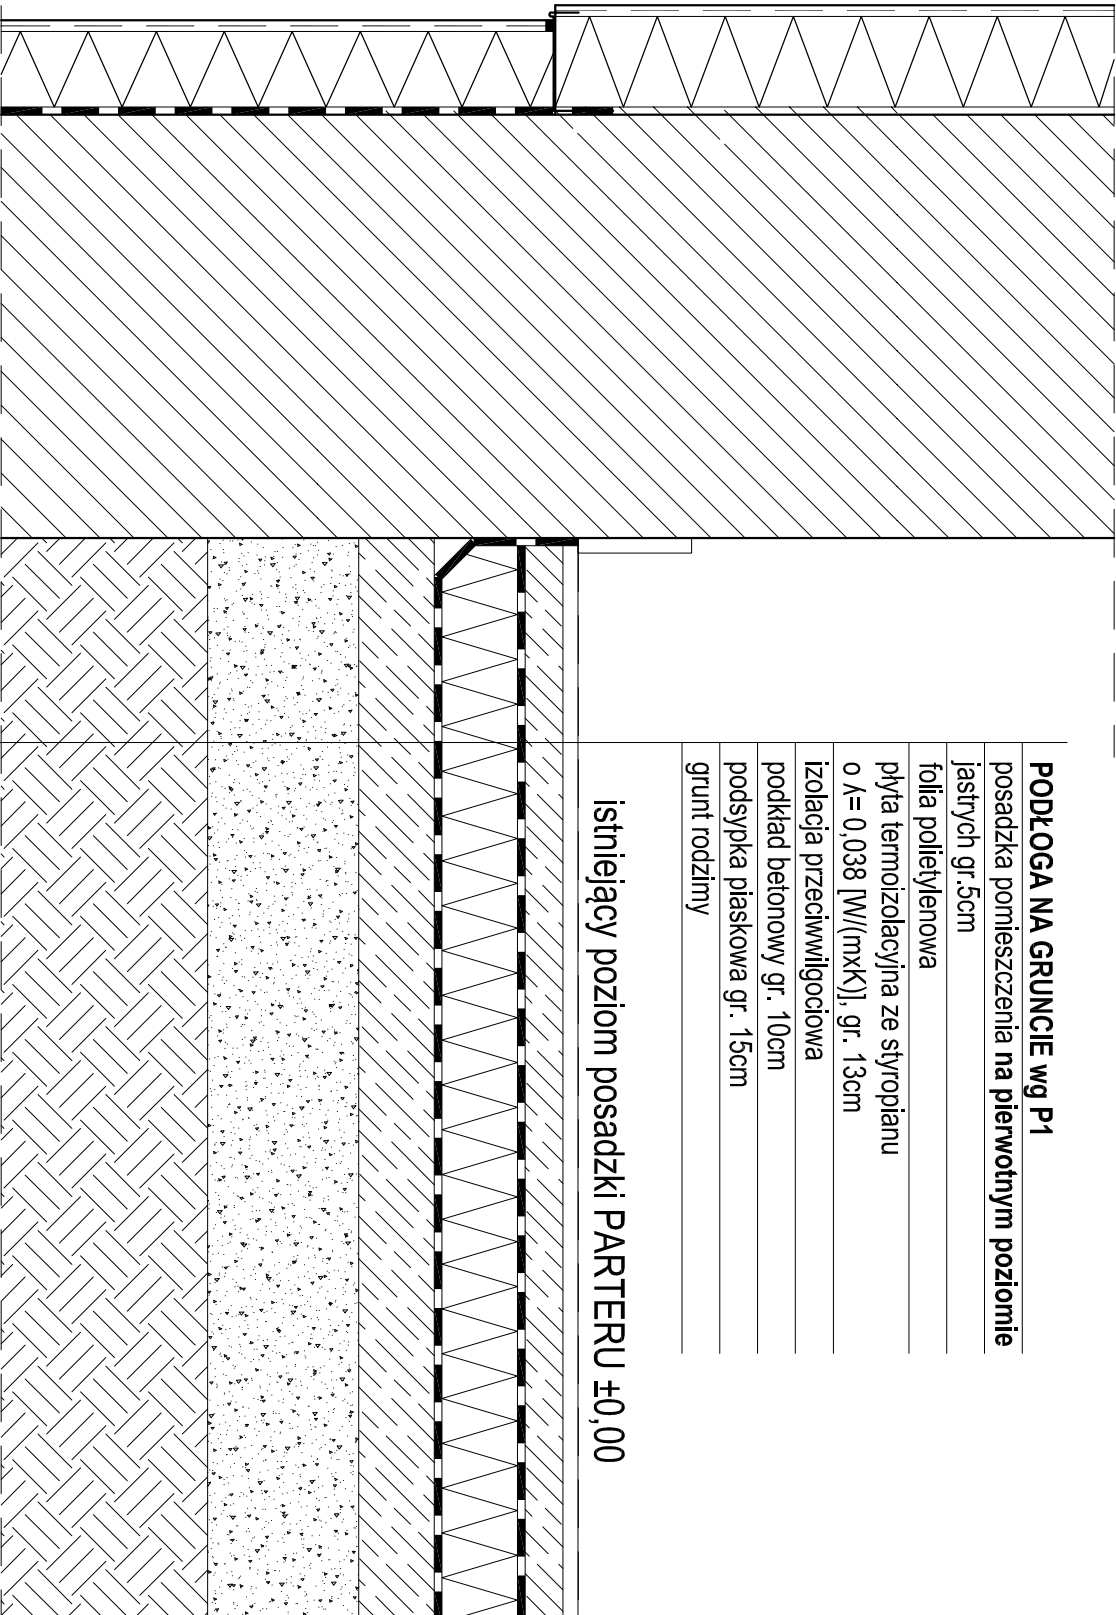 PODŁOGA NA GRUNCIE wg P1
posadzka pomieszczenia na pierwotnym poziomie
jastrych gr.5cm
folia polietylenowa
płyta termoizolacyjna ze styropianu
o ʎ= 0,038 [W/(mxK)], gr. 13cm
izolacja przeciwwilgociowa
podkład betonowy gr. 10cm
podsypka piaskowa gr. 15cm
grunt rodzimy
istniejący poziom posadzki PARTERU ±0,00